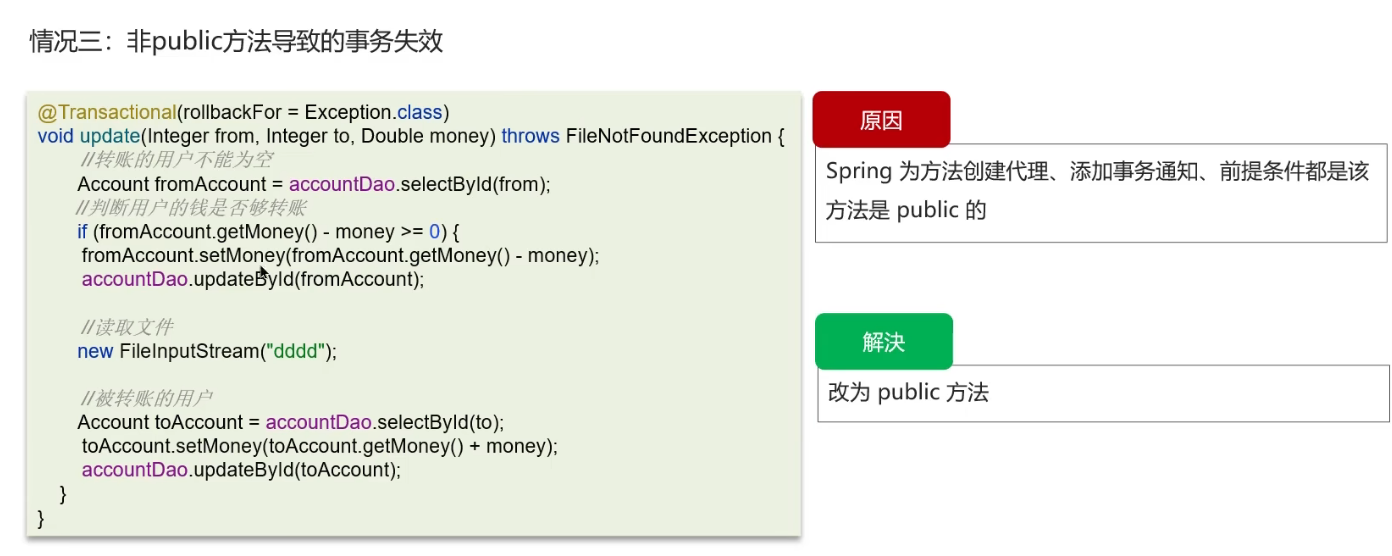 情况三：非public方法导致的事务失效
@Transactional(rollbackFor = Exception.class)
void update(Integer from, Integer to, Double money) throws FileNotFoundException {
//转账的用户不能为空
Account fromAccount = accountDao.selectById(from);
//判断用户的钱是否够转账
if (fromAccount.getMoney() - money >= 0) {
fromAccount.setMoney(fromAccount.getMoney() - money);
accountDao.updateById(fromAccount);
//读取文件
new FileInputStream("dddd");
//被转账的用户
Account toAccount = accountDao.selectById(to);
toAccount.setMoney(toAccount.getMoney() + money);
accountDao.updateById(toAccount);
}
}
原因
Spring 为方法创建代理、添加事务通知、前提条件都是该
方法是 public 的
解决
改为 public 方法